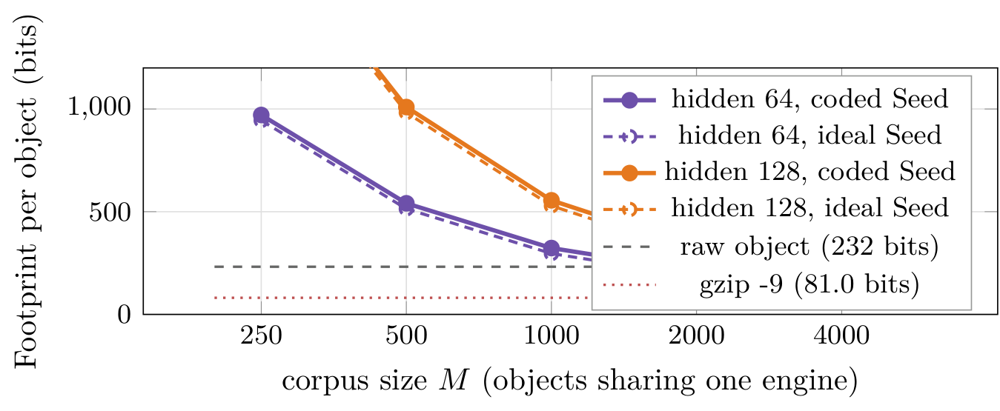 Footprint per object (bits)
1,000
500
0
250 500 1000 2000 4000
corpus size M (objects sharing one engine)
hidden 64, coded Seed
hidden 64, ideal Seed
hidden 128, coded Seed
hidden 128, ideal Seed
raw object (232 bits)
gzip -9 (81.0 bits)